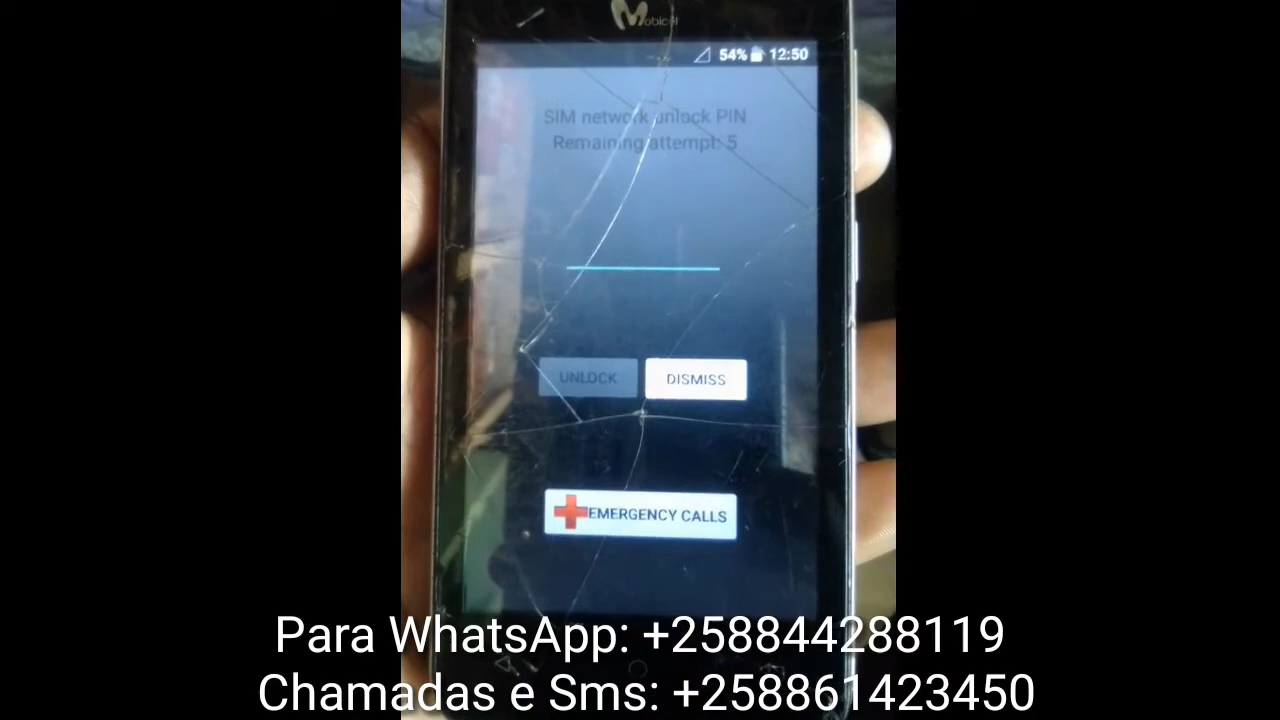 Mobicel
54% 12:50
SIM network unlock PIN
Remaining attempt: 5
UNLOCK DISMISS
EMERGENCY CALLS
Para WhatsApp: +258844288119
Chamadas e Sms: +258861423450